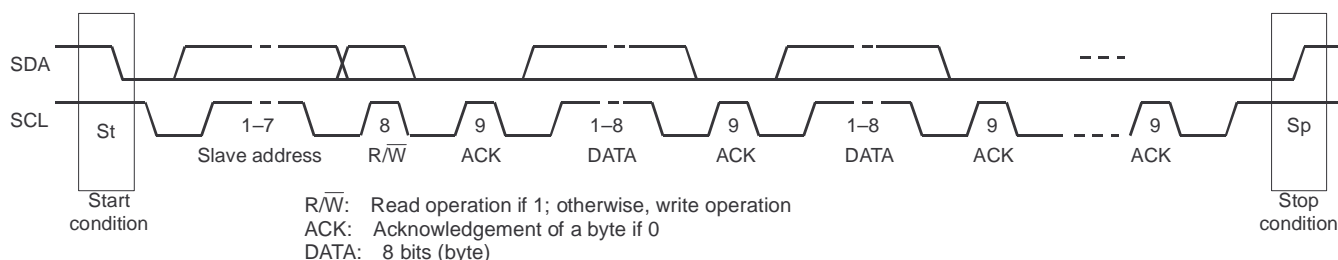 SDA
SCL
St 1–7 8 9 1–8 9 1–8 9 9 Sp
Slave address R/W̅ ACK DATA ACK DATA ACK ACK
Start condition
Stop condition
R/W̅: Read operation if 1; otherwise, write operation
ACK: Acknowledgement of a byte if 0
DATA: 8 bits (byte)